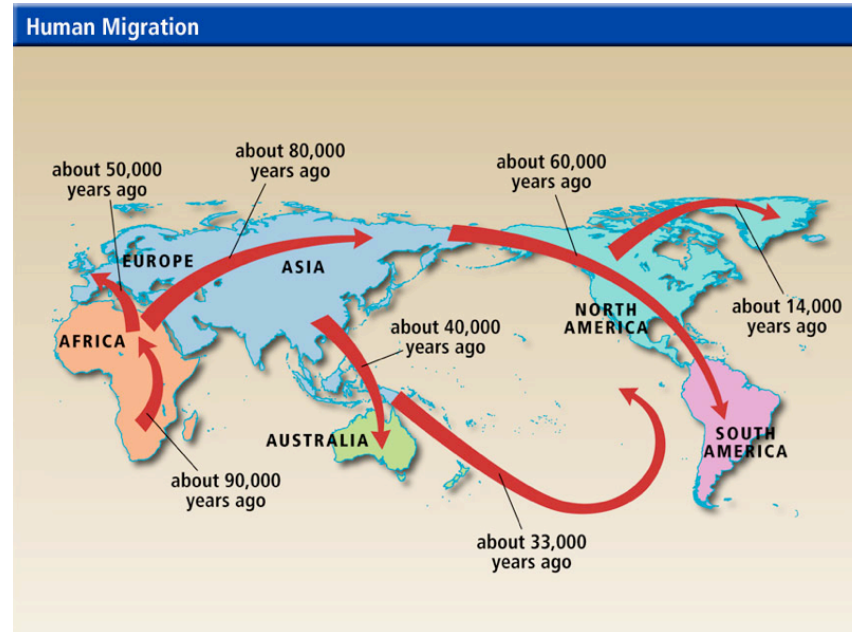 Human Migration
about 50,000
years ago
about 80,000
years ago
about 60,000
years ago
EUROPE
ASIA
about 14,000
years ago
NORTH
AMERICA
AFRICA
about 40,000
years ago
AUSTRALIA
SOUTH
AMERICA
about 90,000
years ago
about 33,000
years ago